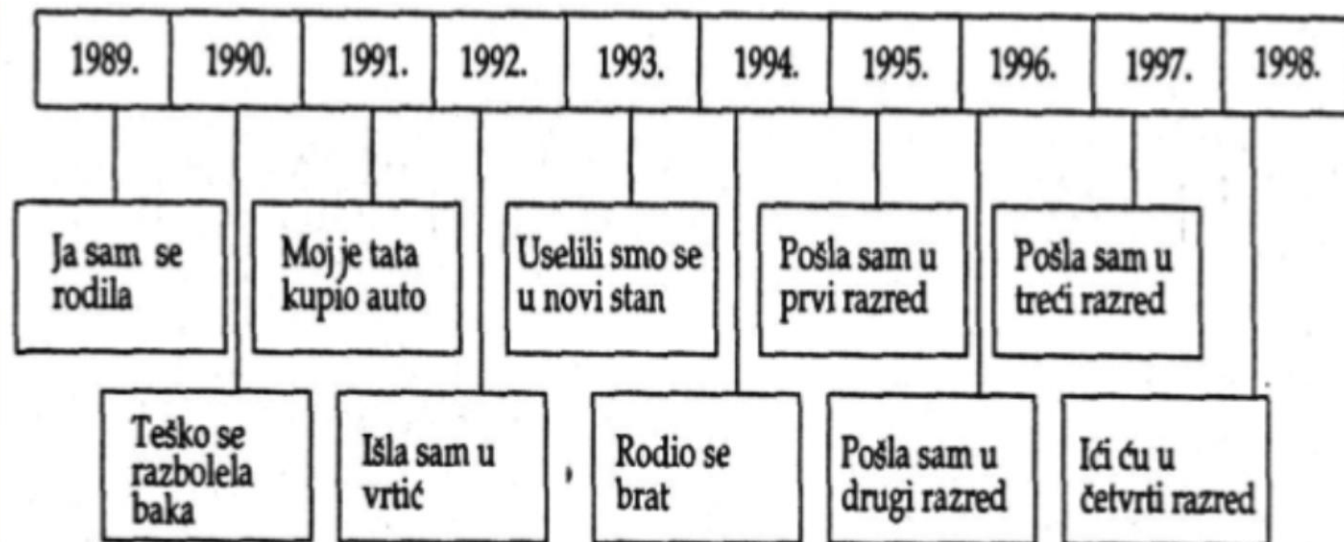 1989. 1990. 1991. 1992. 1993. 1994. 1995. 1996. 1997. 1998.
Ja sam se
rodila
Moj je tata
kupio auto
Uselili smo se
u novi stan
Pošla sam u
prvi razred
Pošla sam u
treći razred
Teško se
razbolela
baka
Išla sam u
vrtić
Rodio se
brat
Pošla sam u
drugi razred
Ići ću u
četvrti razred